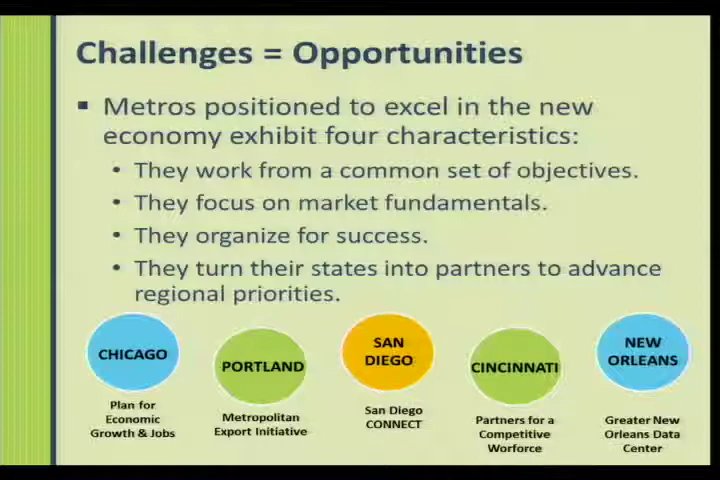 Challenges = Opportunities
▪ Metros positioned to excel in the new
economy exhibit four characteristics:
• They work from a common set of objectives.
• They focus on market fundamentals.
• They organize for success.
• They turn their states into partners to advance
regional priorities.
CHICAGO
Plan for
Economic
Growth & Jobs
PORTLAND
Metropolitan
Export Initiative
SAN
DIEGO
San Diego
CONNECT
CINCINNATI
Partners for a
Competitive
Worforce
NEW
ORLEANS
Greater New
Orleans Data
Center